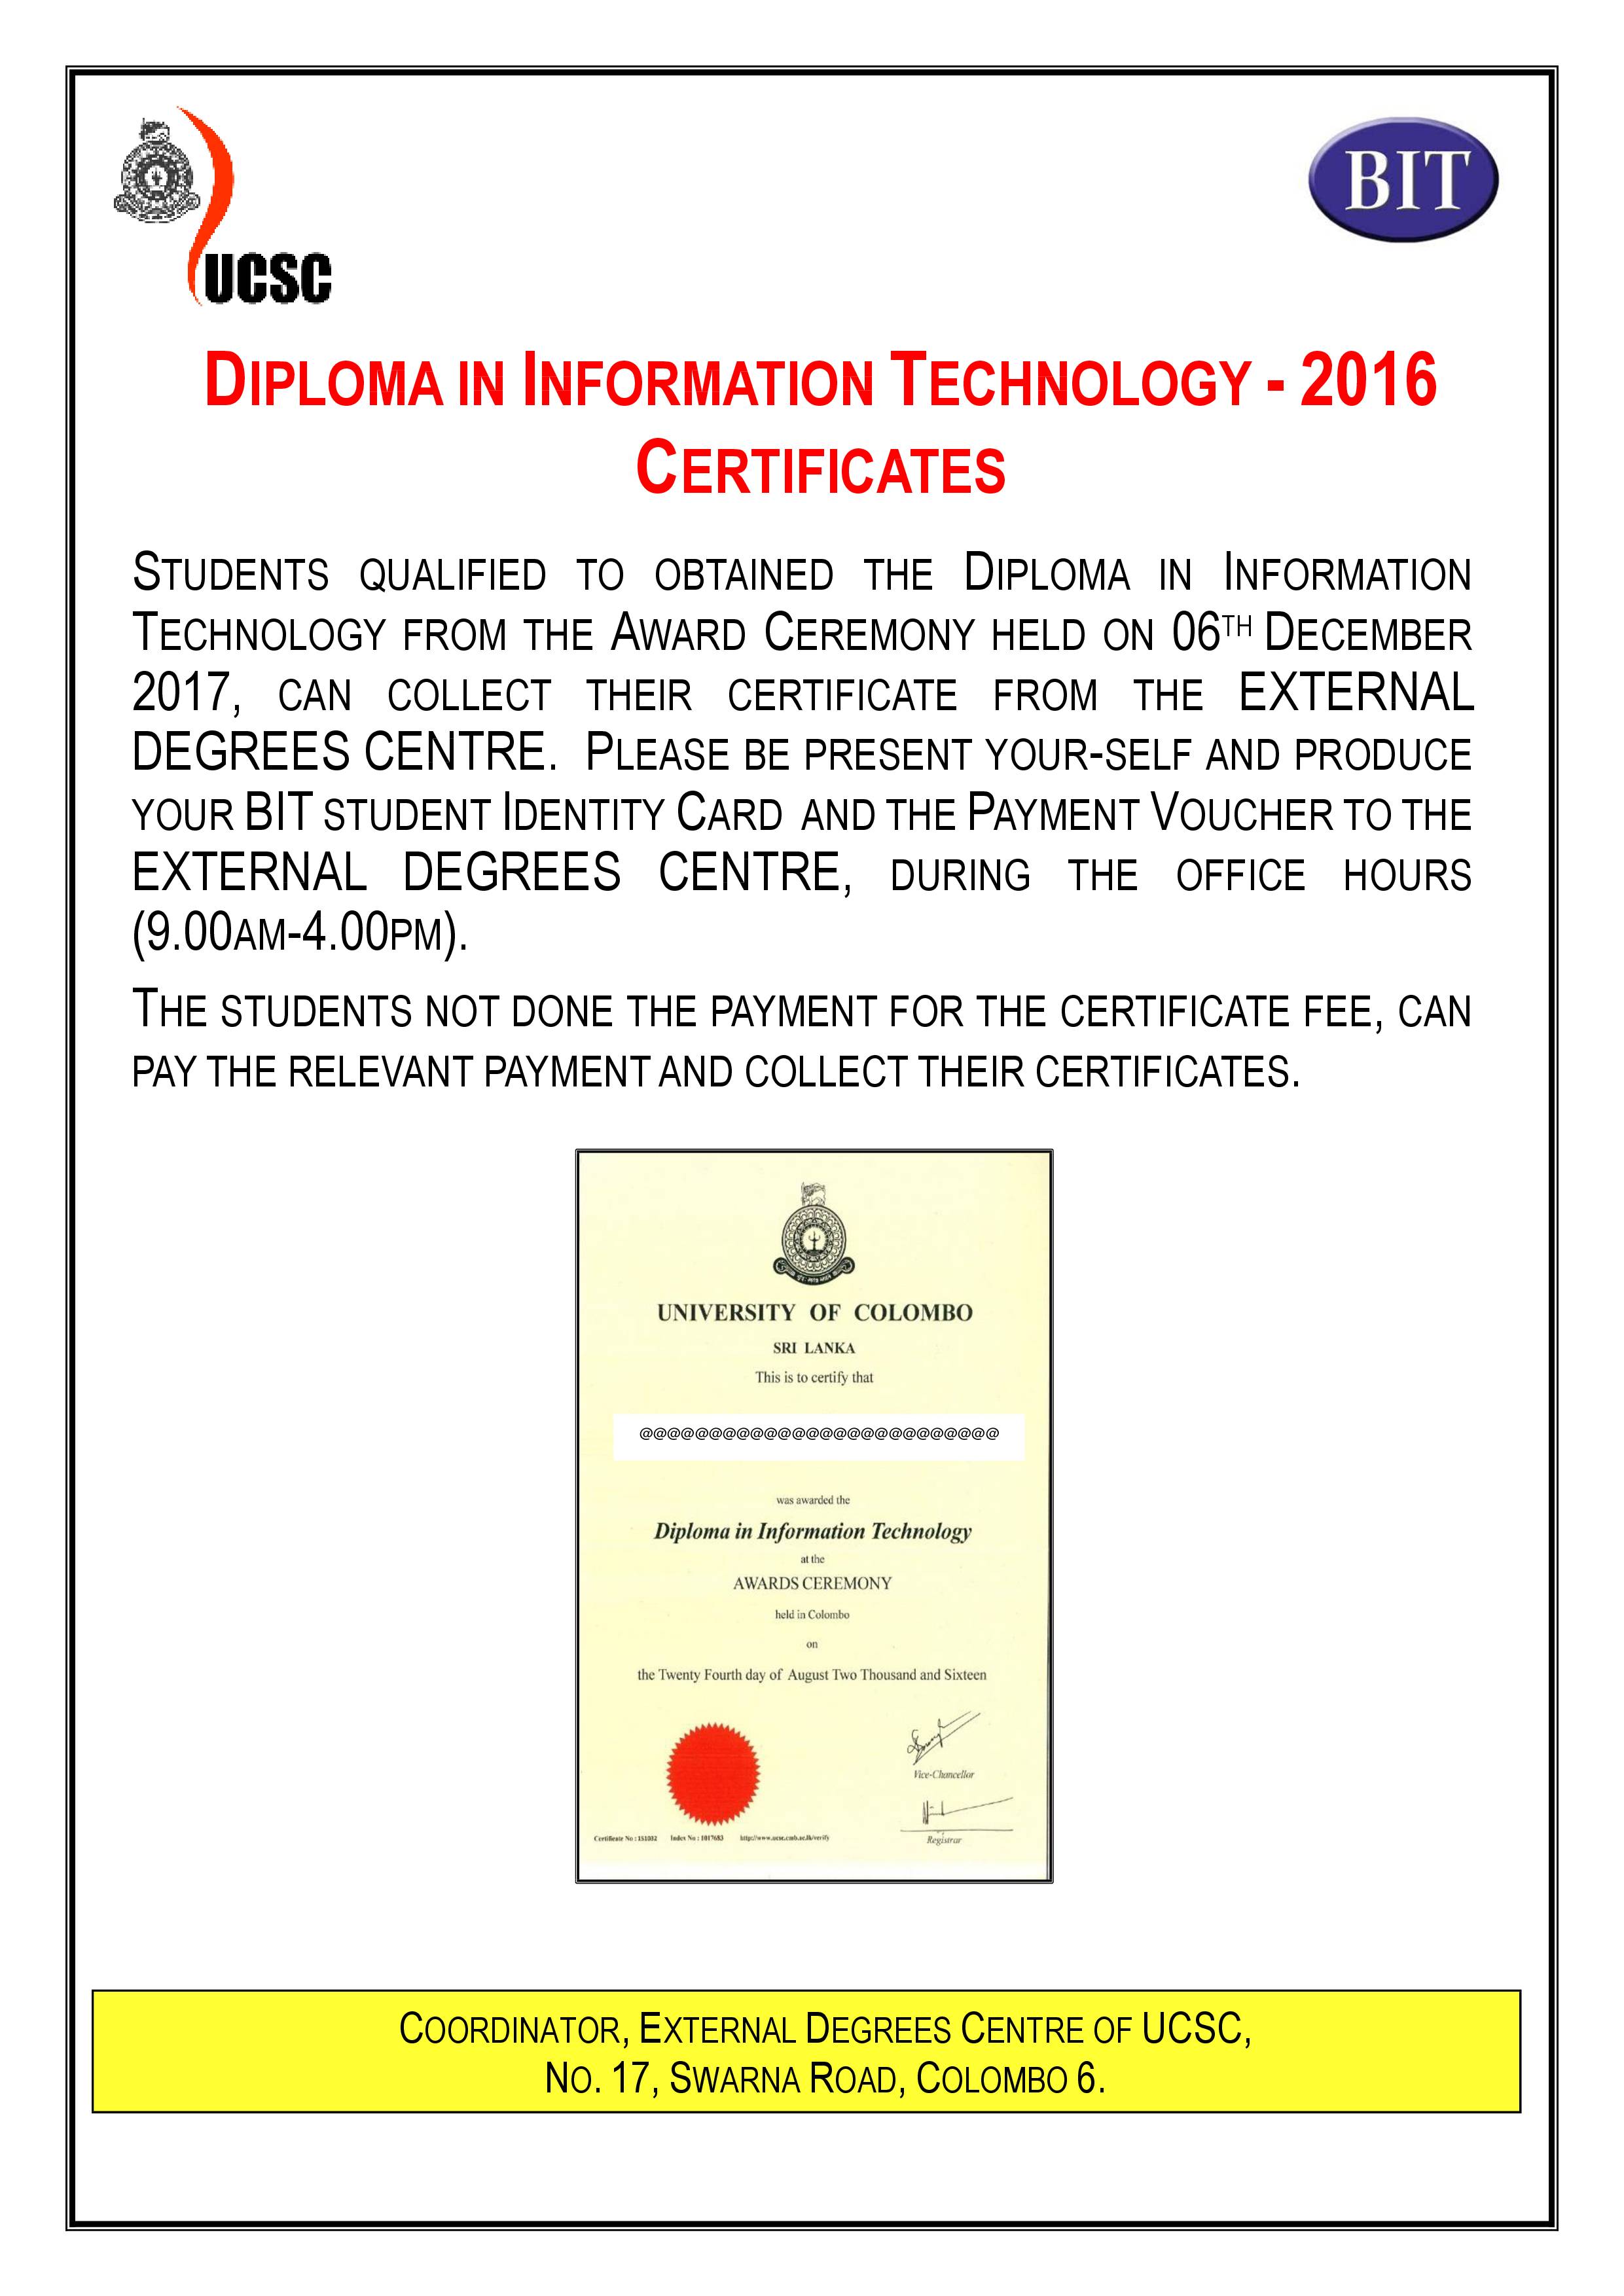 UCSC
BIT
DIPLOMA IN INFORMATION TECHNOLOGY - 2016
CERTIFICATES
STUDENTS QUALIFIED TO OBTAINED THE DIPLOMA IN INFORMATION
TECHNOLOGY FROM THE AWARD CEREMONY HELD ON 06TH DECEMBER
2017, CAN COLLECT THEIR CERTIFICATE FROM THE EXTERNAL
DEGREES CENTRE. PLEASE BE PRESENT YOUR-SELF AND PRODUCE
YOUR BIT STUDENT IDENTITY CARD AND THE PAYMENT VOUCHER TO THE
EXTERNAL DEGREES CENTRE, DURING THE OFFICE HOURS
(9.00AM-4.00PM).
THE STUDENTS NOT DONE THE PAYMENT FOR THE CERTIFICATE FEE, CAN
PAY THE RELEVANT PAYMENT AND COLLECT THEIR CERTIFICATES.
UNIVERSITY OF COLOMBO
SRI LANKA
This is to certify that
@@@@@@@@@@@@@@@@@@@@@@@@@@
was awarded the
Diploma in Information Technology
at the
AWARDS CEREMONY
held in Colombo
on
the Twenty Fourth day of August Two Thousand and Sixteen
Vice-Chancellor
Registrar
Certificate No : 151082 Index No : 1017683 http://www.ucsc.cmb.ac.lk/verify
COORDINATOR, EXTERNAL DEGREES CENTRE OF UCSC,
NO. 17, SWARNA ROAD, COLOMBO 6.